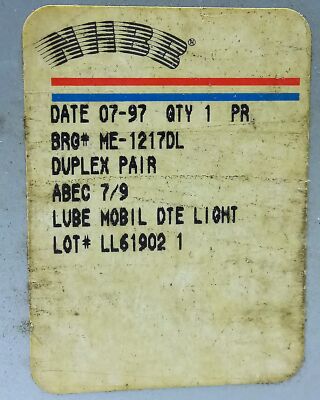 NHBB®
DATE 07-97 QTY 1 PR
BRG# ME-1217DL
DUPLEX PAIR
ABEC 7/9
LUBE MOBIL DTE LIGHT
LOT# LL61902 1